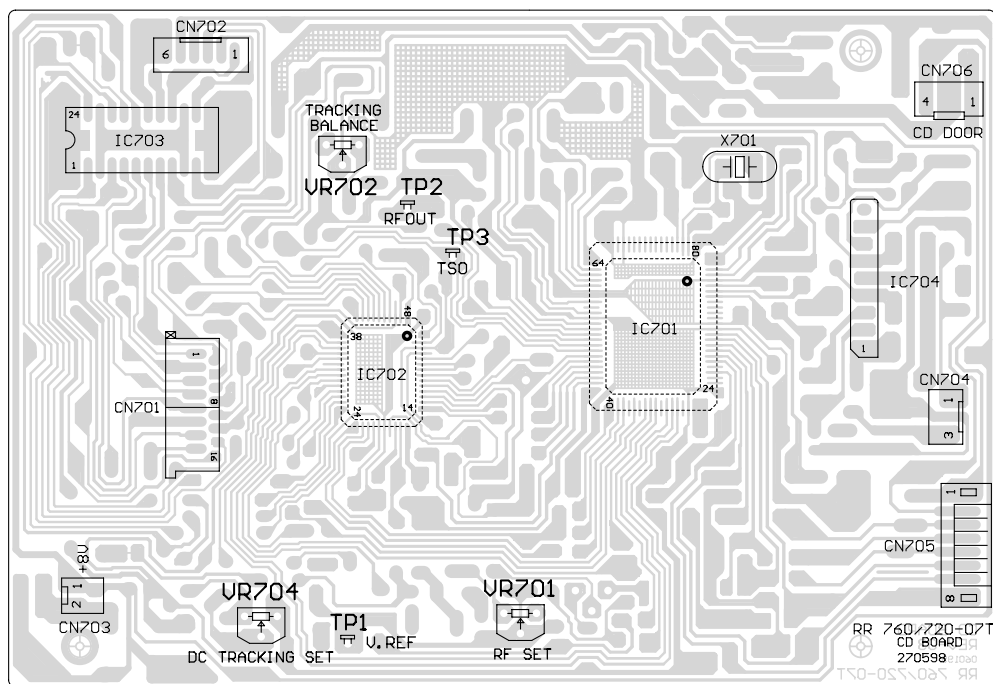 CN702
6 1
24
IC703
1
TRACKING
BALANCE
VR702
TP2
RFOUT
TP3
TSO
X701
CN706
4 1
CD DOOR
64
80
IC701
40
24
IC704
1
48
38
IC702
24
14
1
CN701
8
16
CN704
1
3
1
CN705
8
+8V
1
2
CN703
VR704
DC TRACKING SET
TP1
V.REF
VR701
RF SET
RR 760/720-07T
CD BOARD
270598
RR 760/720-07T